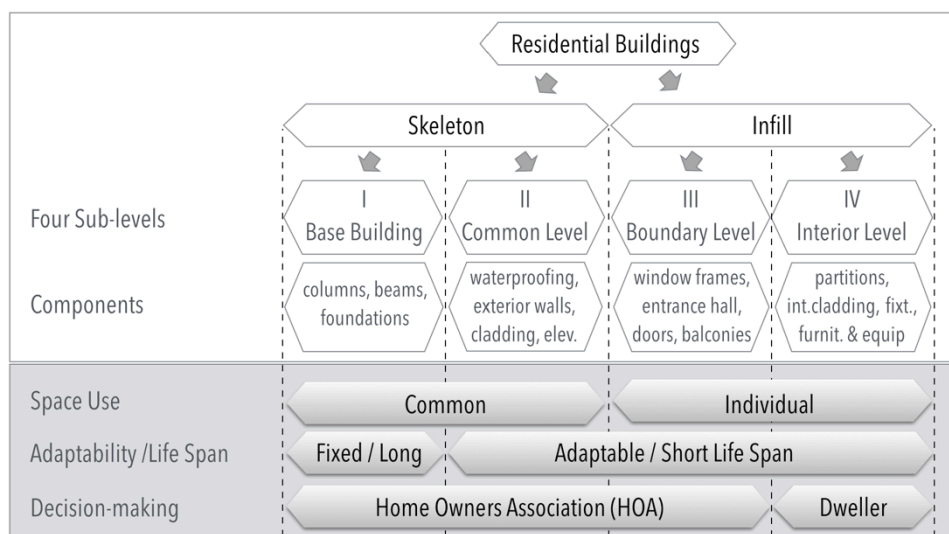 Residential Buildings
Skeleton
Infill
Four Sub-levels
I
Base Building
II
Common Level
III
Boundary Level
IV
Interior Level
Components
columns, beams,
foundations
waterproofing,
exterior walls,
cladding, elev.
window frames,
entrance hall,
doors, balconies
partitions,
int.cladding, fixt.,
furnit. & equip
Space Use
Common
Individual
Adaptability /Life Span
Fixed / Long
Adaptable / Short Life Span
Decision-making
Home Owners Association (HOA)
Dweller